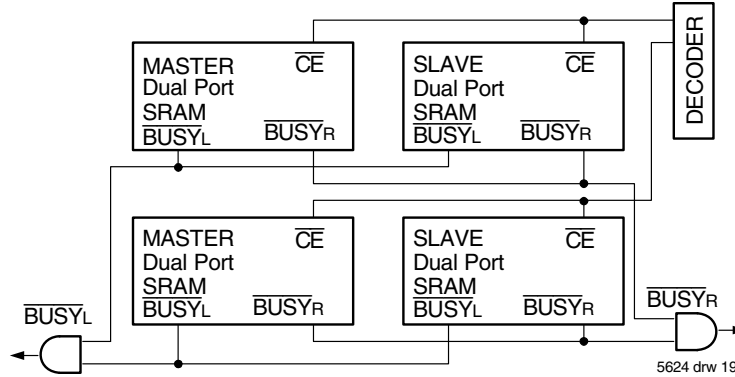 MASTER CE
Dual Port
SRAM
BUSYL BUSYR
SLAVE CE
Dual Port
SRAM
BUSYL BUSYR
DECODER
MASTER CE
Dual Port
SRAM
BUSYL BUSYR
SLAVE CE
Dual Port
SRAM
BUSYL BUSYR
BUSYL
BUSYR
5624 drw 19